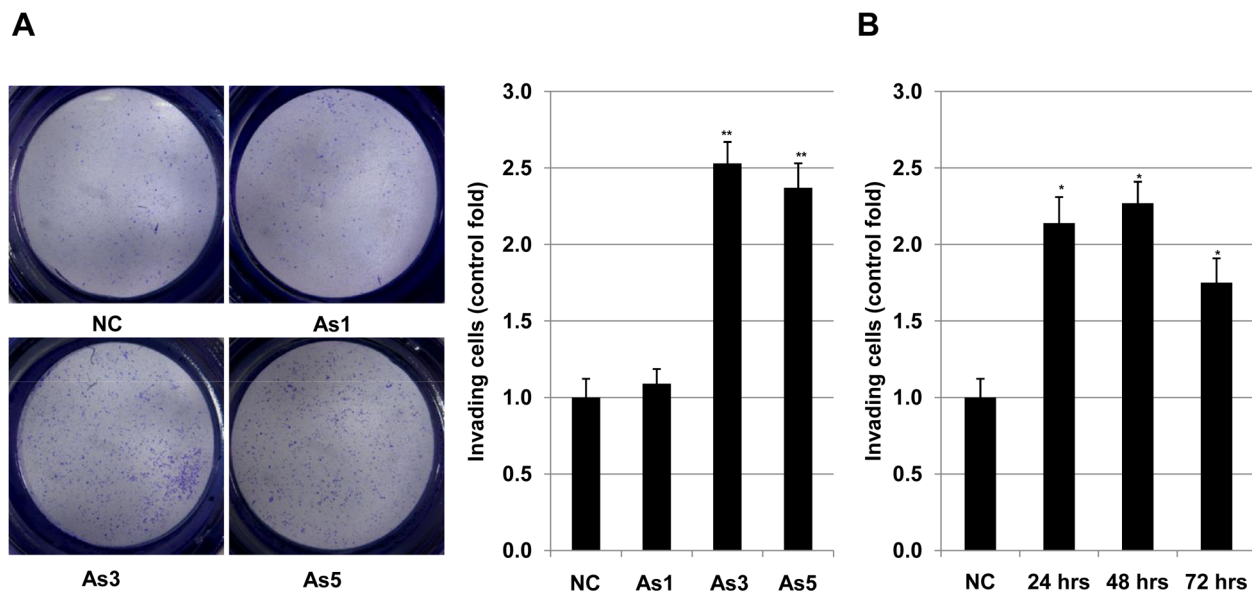 A
B
NC
As1
As3
As5
Invading cells (control fold)
3.0
2.5
2.0
1.5
1.0
0.5
0.0
**
**
NC
As1
As3
As5
Invading cells (control fold)
3.0
2.5
2.0
1.5
1.0
0.5
0.0
*
*
*
NC
24 hrs
48 hrs
72 hrs